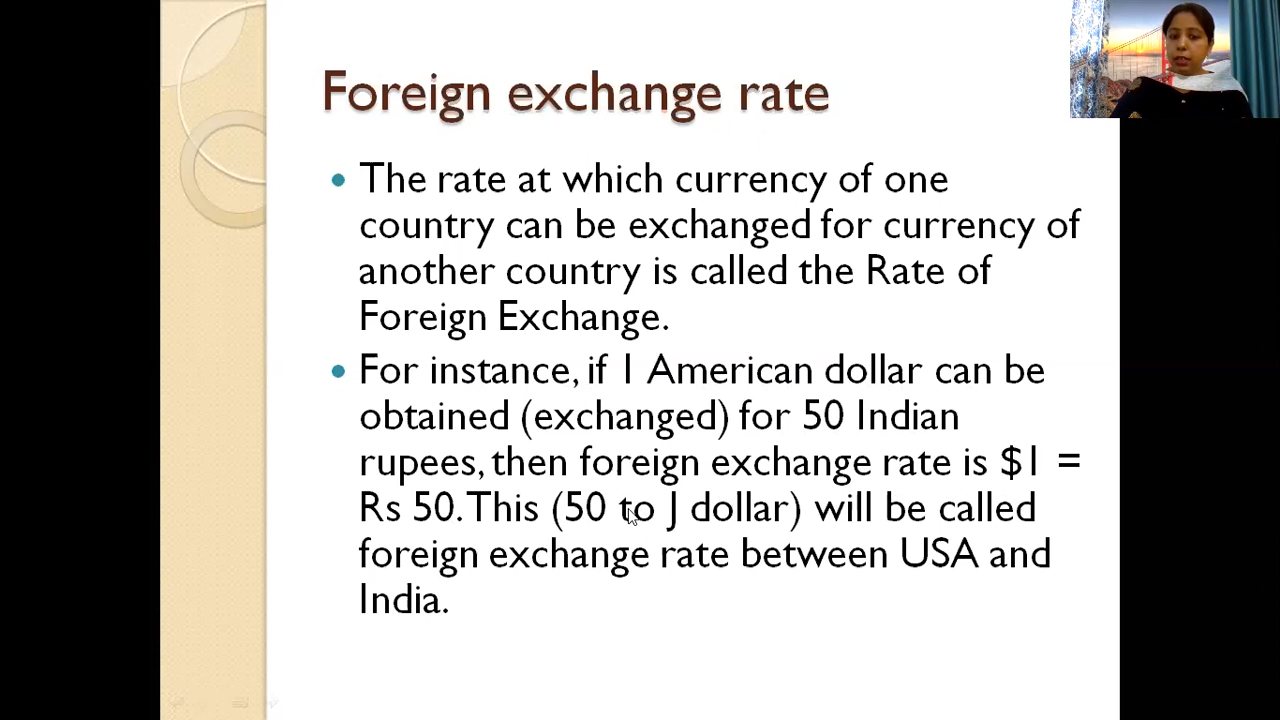 Foreign exchange rate
The rate at which currency of one
country can be exchanged for currency of
another country is called the Rate of
Foreign Exchange.
For instance, if 1 American dollar can be
obtained (exchanged) for 50 Indian
rupees, then foreign exchange rate is $1 =
Rs 50. This (50 to J dollar) will be called
foreign exchange rate between USA and
India.